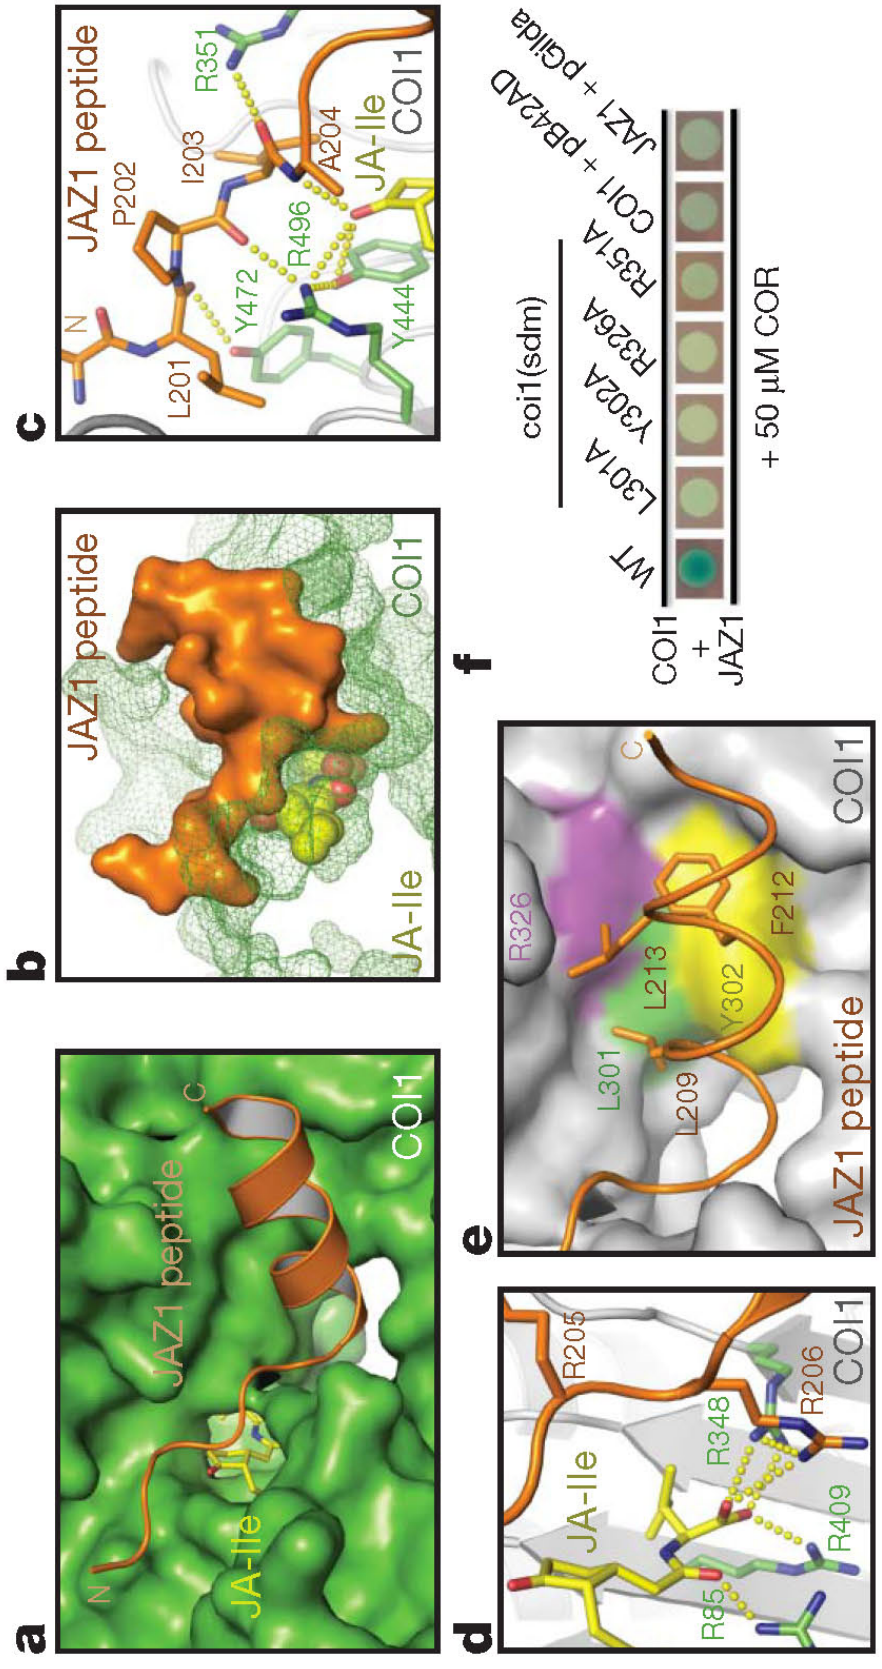 a
N
JAZ1 peptide
C
JA-Ile
COI1
b
JAZ1 peptide
JA-Ile
COI1
c
N
JAZ1 peptide
P202
L201
I203
R351
Y472
R496
A204
Y444
JA-Ile
COI1
d
JA-Ile
R205
R85
R348
R409
R206
COI1
e
R326
C
L301
L213
L209
Y302
F212
JAZ1 peptide
COI1
f
coi1(sdm)
WT
L301A
Y302A
R326A
R351A
COI1 + pB42AD
JAZ1 + pGilda
COI1
+
JAZ1
+ 50 μM COR